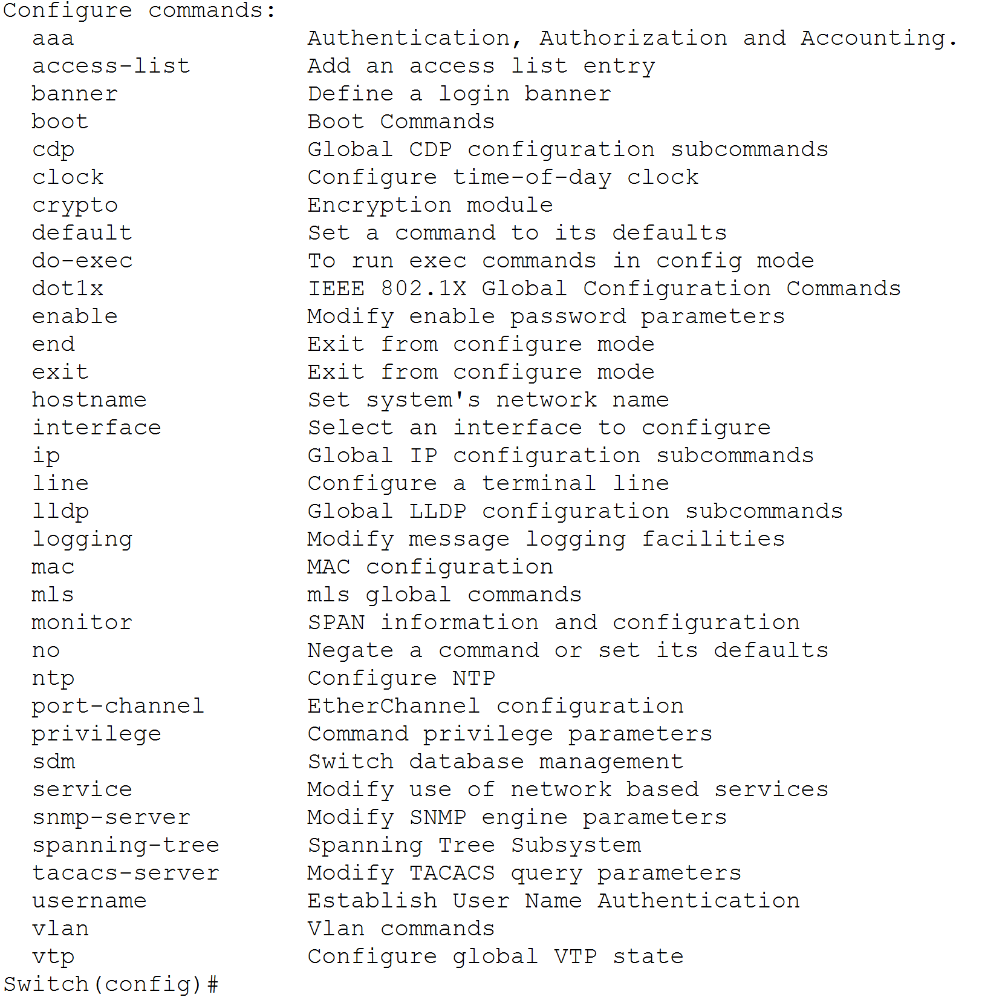 Configure commands:
  aaa                Authentication, Authorization and Accounting.
  access-list        Add an access list entry
  banner             Define a login banner
  boot               Boot Commands
  cdp                Global CDP configuration subcommands
  clock              Configure time-of-day clock
  crypto             Encryption module
  default            Set a command to its defaults
  do-exec            To run exec commands in config mode
  dot1x              IEEE 802.1X Global Configuration Commands
  enable             Modify enable password parameters
  end                Exit from configure mode
  exit               Exit from configure mode
  hostname           Set system's network name
  interface          Select an interface to configure
  ip                 Global IP configuration subcommands
  line               Configure a terminal line
  lldp               Global LLDP configuration subcommands
  logging            Modify message logging facilities
  mac                MAC configuration
  mls                mls global commands
  monitor            SPAN information and configuration
  no                 Negate a command or set its defaults
  ntp                Configure NTP
  port-channel       EtherChannel configuration
  privilege          Command privilege parameters
  sdm                Switch database management
  service            Modify use of network based services
  snmp-server        Modify SNMP engine parameters
  spanning-tree      Spanning Tree Subsystem
  tacacs-server      Modify TACACS query parameters
  username           Establish User Name Authentication
  vlan               Vlan commands
  vtp                Configure global VTP state
Switch(config)#